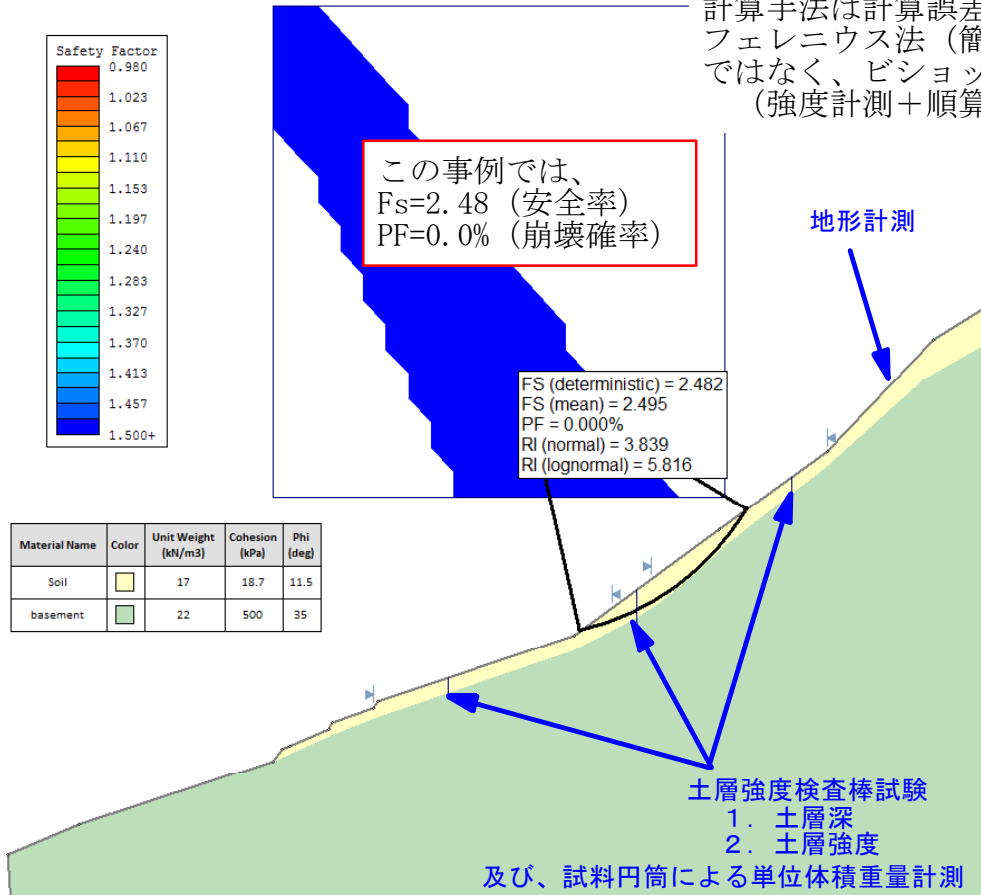 計算手法は計算誤差
フェレニウス法（簡
ではなく、ビショッ
（強度計測＋順算
Safety Factor
0.980
1.023
1.067
1.110
1.153
1.197
1.240
1.283
1.327
1.370
1.413
1.457
1.500+
この事例では、
Fs=2.48（安全率）
PF=0.0%（崩壊確率）
地形計測
FS (deterministic) = 2.482
FS (mean) = 2.495
PF = 0.000%
RI (normal) = 3.839
RI (lognormal) = 5.816
Material Name Color Unit Weight (kN/m3) Cohesion (kPa) Phi (deg)
Soil 17 18.7 11.5
basement 22 500 35
土層強度検査棒試験
１．土層深
２．土層強度
及び、試料円筒による単位体積重量計測